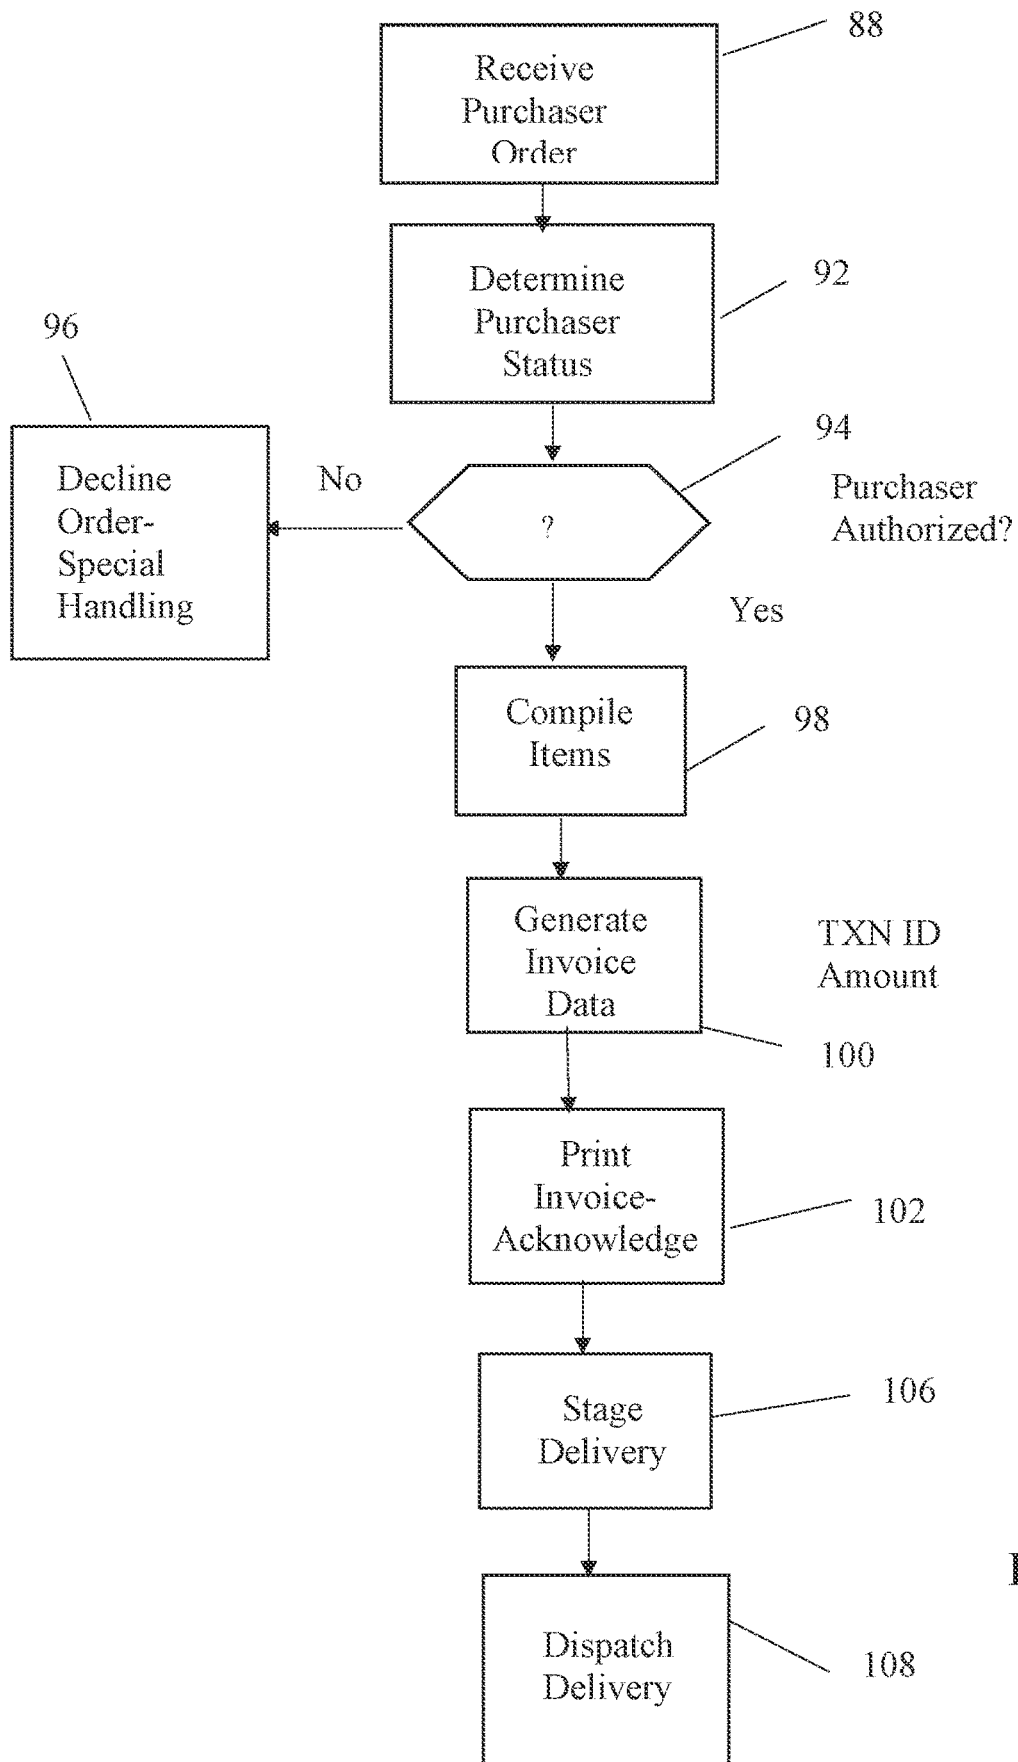 88
Receive
Purchaser
Order
92
Determine
Purchaser
Status
96
94
Decline
Order-
Special
Handling
No
?
Purchaser
Authorized?
Yes
98
Compile
Items
Generate
Invoice
Data
TXN ID
Amount
100
Print
Invoice-
Acknowledge
102
106
Stage
Delivery
Dispatch
Delivery
108